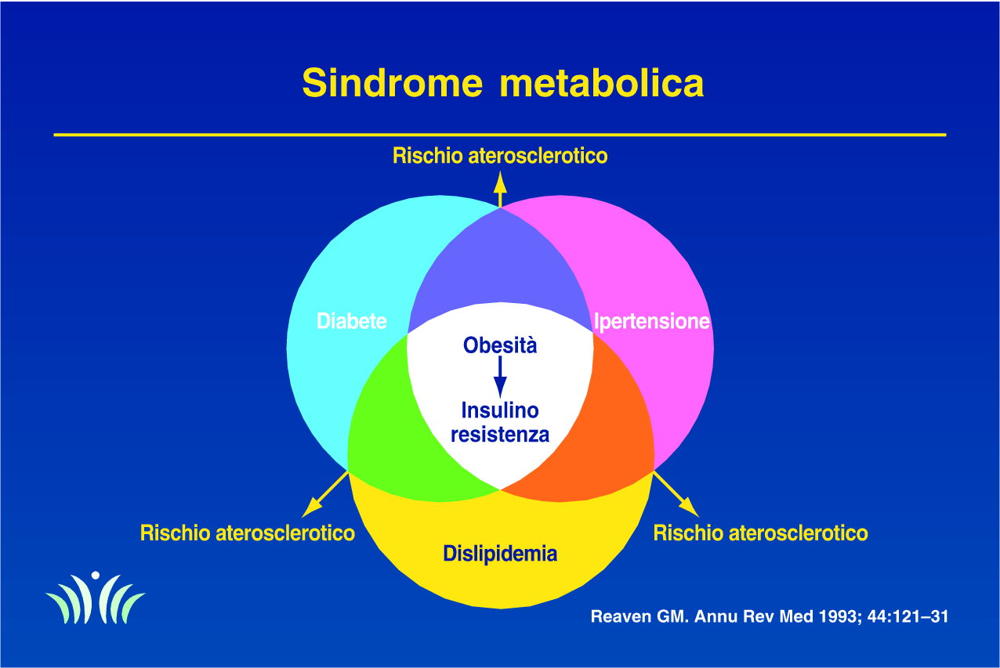 Sindrome metabolica
Rischio aterosclerotico
Diabete
Ipertensione
Obesità
Insulino
resistenza
Rischio aterosclerotico
Rischio aterosclerotico
Dislipidemia
Reaven GM. Annu Rev Med 1993; 44:121–31